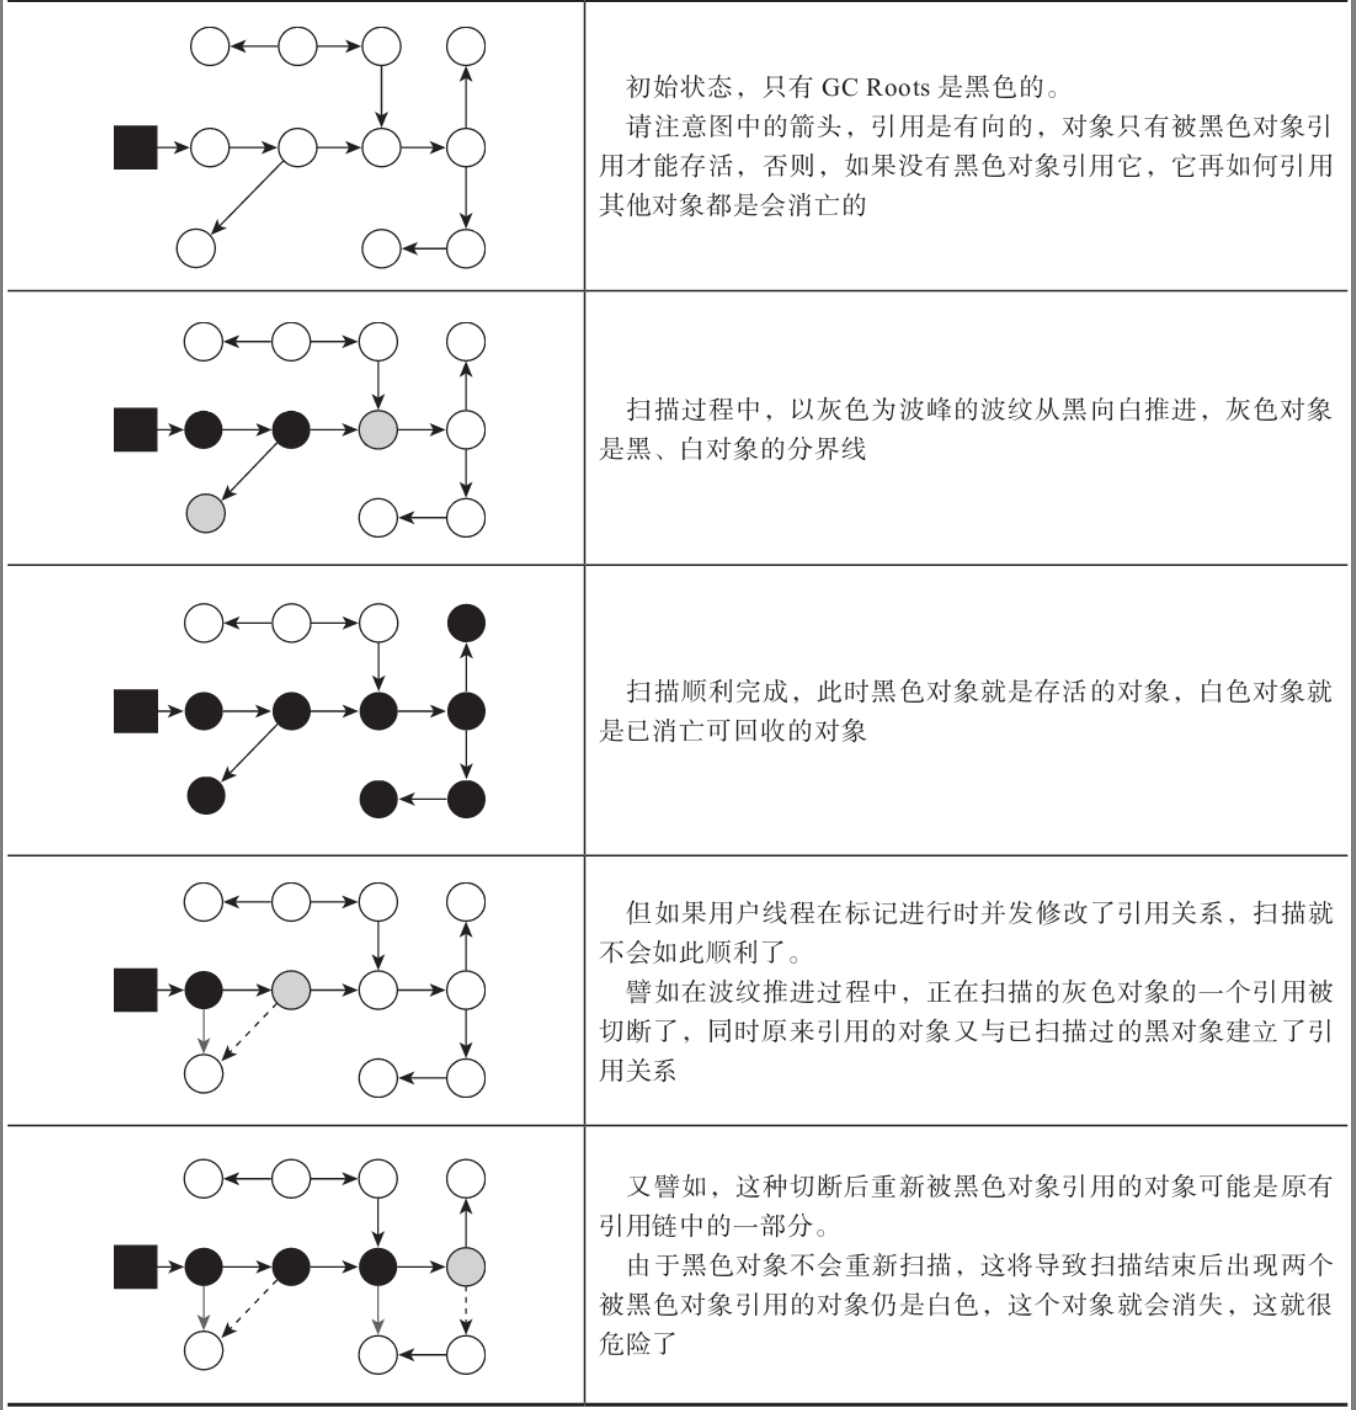 初始状态，只有 GC Roots 是黑色的。
请注意图中的箭头，引用是有向的，对象只有被黑色对象引
用才能存活，否则，如果没有黑色对象引用它，它再如何引用
其他对象都是会消亡的
扫描过程中，以灰色为波峰的波纹从黑向白推进，灰色对象
是黑、白对象的分界线
扫描顺利完成，此时黑色对象就是存活的对象，白色对象就
是已消亡可回收的对象
但如果用户线程在标记进行时并发修改了引用关系，扫描就
不会如此顺利了。
譬如在波纹推进过程中，正在扫描的灰色对象的一个引用被
切断了，同时原来引用的对象又与已扫描过的黑对象建立了引
用关系
又譬如，这种切断后重新被黑色对象引用的对象可能是原有
引用链中的一部分。
由于黑色对象不会重新扫描，这将导致扫描结束后出现两个
被黑色对象引用的对象仍是白色，这个对象就会消失，这就很
危险了